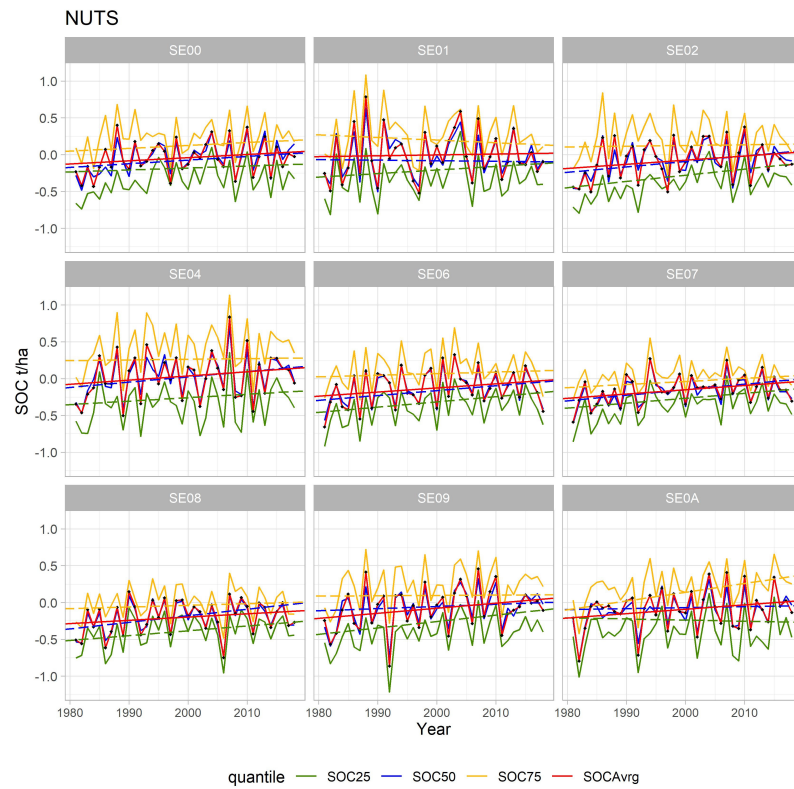 NUTS
SE00 SE01 SE02
1.0
0.5
0.0
-0.5
-1.0
SE04 SE06 SE07
1.0
0.5
0.0
-0.5
-1.0
SOC t/ha
SE08 SE09 SE0A
1.0
0.5
0.0
-0.5
-1.0
1980 1990 2000 2010 1980 1990 2000 2010 1980 1990 2000 2010
Year
quantile SOC25 SOC50 SOC75 SOCAvrg